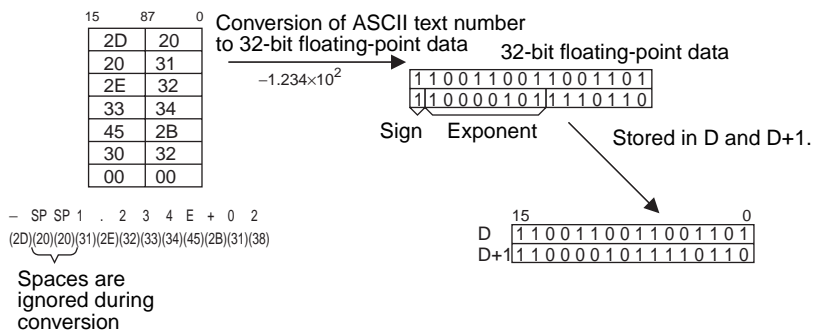 15 87 0
2D 20
20 31
2E 32
33 34
45 2B
30 32
00 00
Conversion of ASCII text number
to 32-bit floating-point data
−1.234×10²
32-bit floating-point data
1 1 0 0 1 1 0 0 1 1 0 0 1 1 0 1
1 1 0 0 0 0 1 0 1 1 1 1 0 1 1 0
Sign Exponent
Stored in D and D+1.
15 0
D 1 1 0 0 1 1 0 0 1 1 0 0 1 1 0 1
D+1 1 1 0 0 0 0 1 0 1 1 1 1 0 1 1 0
– SP SP 1 . 2 3 4 E + 0 2
(2D)(20)(20)(31)(2E)(32)(33)(34)(45)(2B)(31)(38)
Spaces are
ignored during
conversion